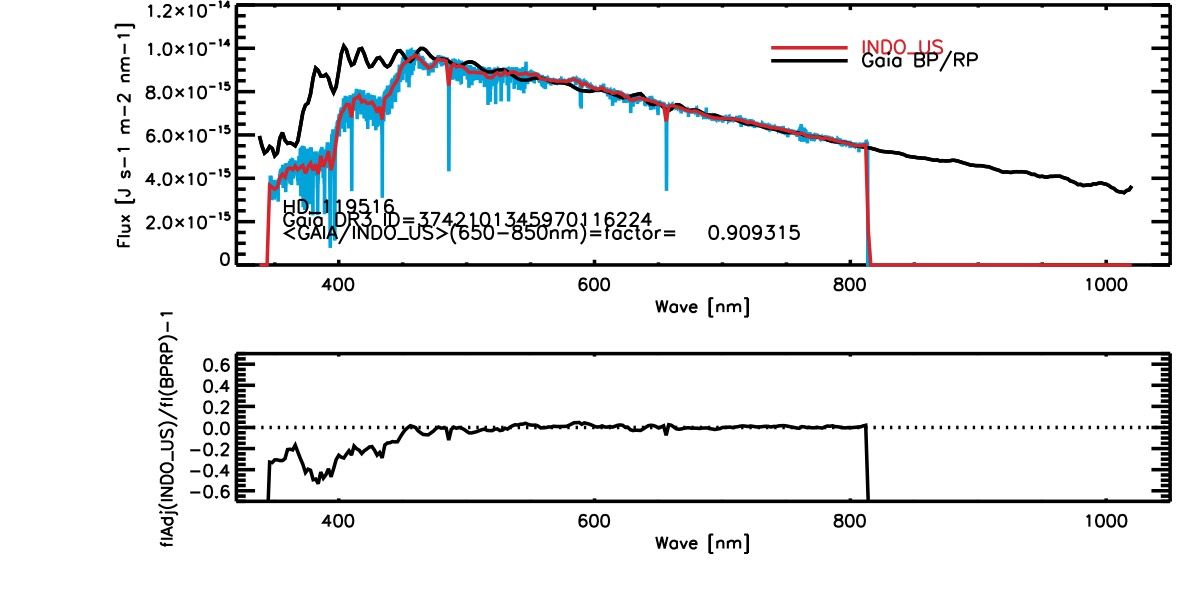 1.2×10⁻¹⁴
1.0×10⁻¹⁴
8.0×10⁻¹⁵
6.0×10⁻¹⁵
4.0×10⁻¹⁵
2.0×10⁻¹⁵
0
Flux [J s−1 m−2 nm−1]
INDO_US
Gaia BP/RP
HD_119516
Gaia DR3 ID=3742101345970116224
<GAIA/INDO_US>(650−850nm)=factor= 0.909315
400 600 800 1000
Wave [nm]
0.6
0.4
0.2
0.0
−0.2
−0.4
−0.6
flAdj(INDO_US)/fl(BPRP)−1
400 600 800 1000
Wave [nm]